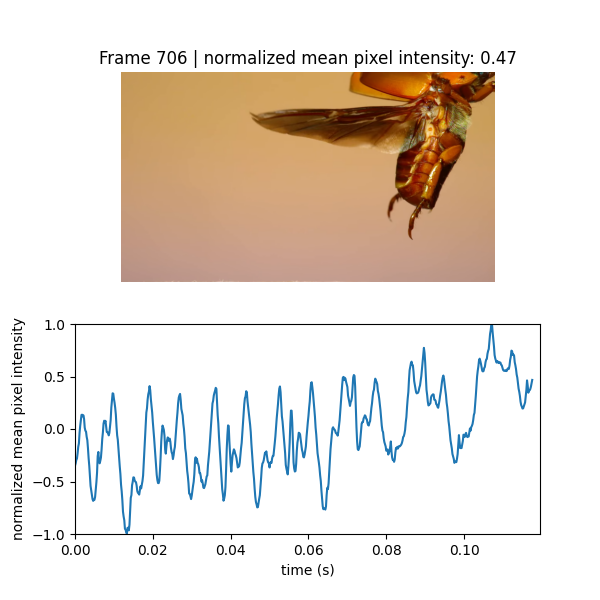 Frame 706 | normalized mean pixel intensity: 0.47
1.0
0.5
0.0
−0.5
−1.0
normalized mean pixel intensity
0.00 0.02 0.04 0.06 0.08 0.10
time (s)